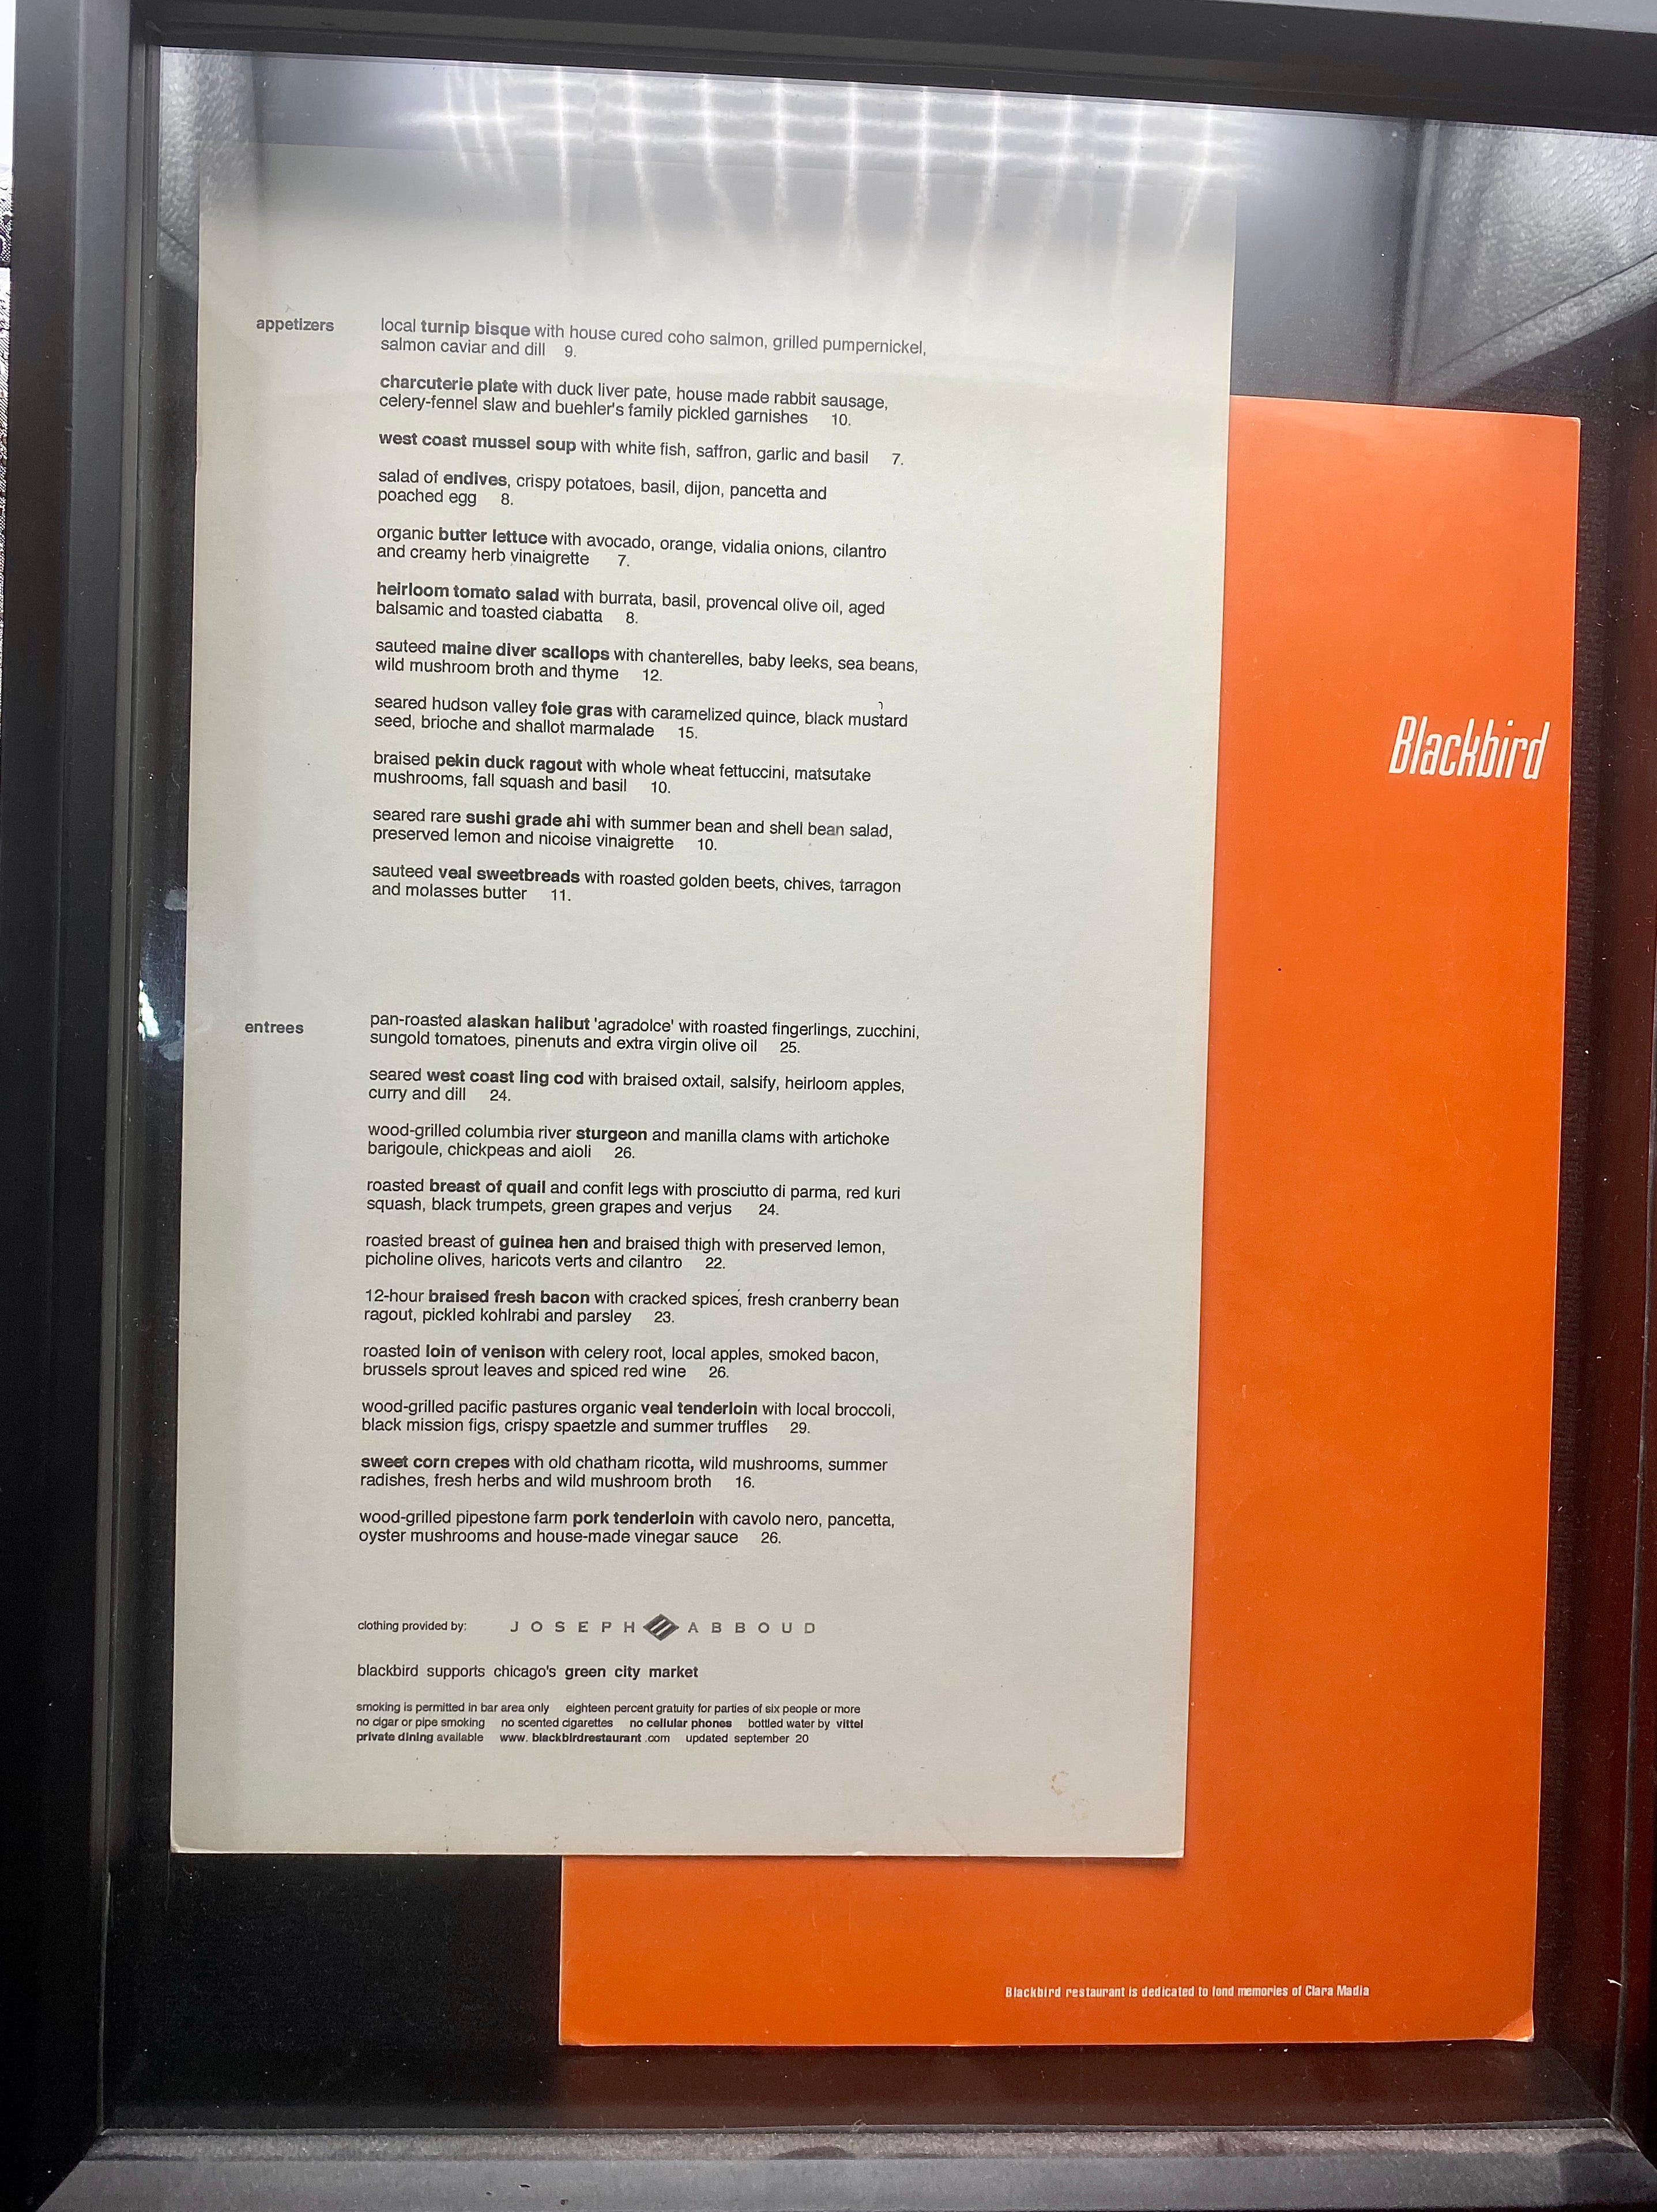 appetizers
local turnip bisque with house cured coho salmon, grilled pumpernickel,
salmon caviar and dill 9.
charcuterie plate with duck liver pate, house made rabbit sausage,
celery-fennel slaw and buehler's family pickled garnishes 10.
west coast mussel soup with white fish, saffron, garlic and basil 7.
salad of endives, crispy potatoes, basil, dijon, pancetta and
poached egg 8.
organic butter lettuce with avocado, orange, vidalia onions, cilantro
and creamy herb vinaigrette 7.
heirloom tomato salad with burrata, basil, provencal olive oil, aged
balsamic and toasted ciabatta 8.
sauteed maine diver scallops with chanterelles, baby leeks, sea beans,
wild mushroom broth and thyme 12.
seared hudson valley foie gras with caramelized quince, black mustard
seed, brioche and shallot marmalade 15.
braised pekin duck ragout with whole wheat fettuccini, matsutake
mushrooms, fall squash and basil 10.
seared rare sushi grade ahi with summer bean and shell bean salad,
preserved lemon and nicoise vinaigrette 10.
sauteed veal sweetbreads with roasted golden beets, chives, tarragon
and molasses butter 11.
entrees
pan-roasted alaskan halibut 'agradolce' with roasted fingerlings, zucchini,
sungold tomatoes, pinenuts and extra virgin olive oil 25.
seared west coast ling cod with braised oxtail, salsify, heirloom apples,
curry and dill 24.
wood-grilled columbia river sturgeon and manilla clams with artichoke
barigoule, chickpeas and aioli 26.
roasted breast of quail and confit legs with prosciutto di parma, red kuri
squash, black trumpets, green grapes and verjus 24.
roasted breast of guinea hen and braised thigh with preserved lemon,
picholine olives, haricots verts and cilantro 22.
12-hour braised fresh bacon with cracked spices, fresh cranberry bean
ragout, pickled kohlrabi and parsley 23.
roasted loin of venison with celery root, local apples, smoked bacon,
brussels sprout leaves and spiced red wine 26.
wood-grilled pacific pastures organic veal tenderloin with local broccoli,
black mission figs, crispy spaetzle and summer truffles 29.
sweet corn crepes with old chatham ricotta, wild mushrooms, summer
radishes, fresh herbs and wild mushroom broth 16.
wood-grilled pipestone farm pork tenderloin with cavolo nero, pancetta,
oyster mushrooms and house-made vinegar sauce 26.
clothing provided by: JOSEPH ABBOUD
blackbird supports chicago's green city market
smoking is permitted in bar area only eighteen percent gratuity for parties of six people or more
no cigar or pipe smoking no scented cigarettes no cellular phones bottled water by vittel
private dining available www. blackbirdrestaurant .com updated september 20
Blackbird
Blackbird restaurant is dedicated to fond memories of Clara Madia